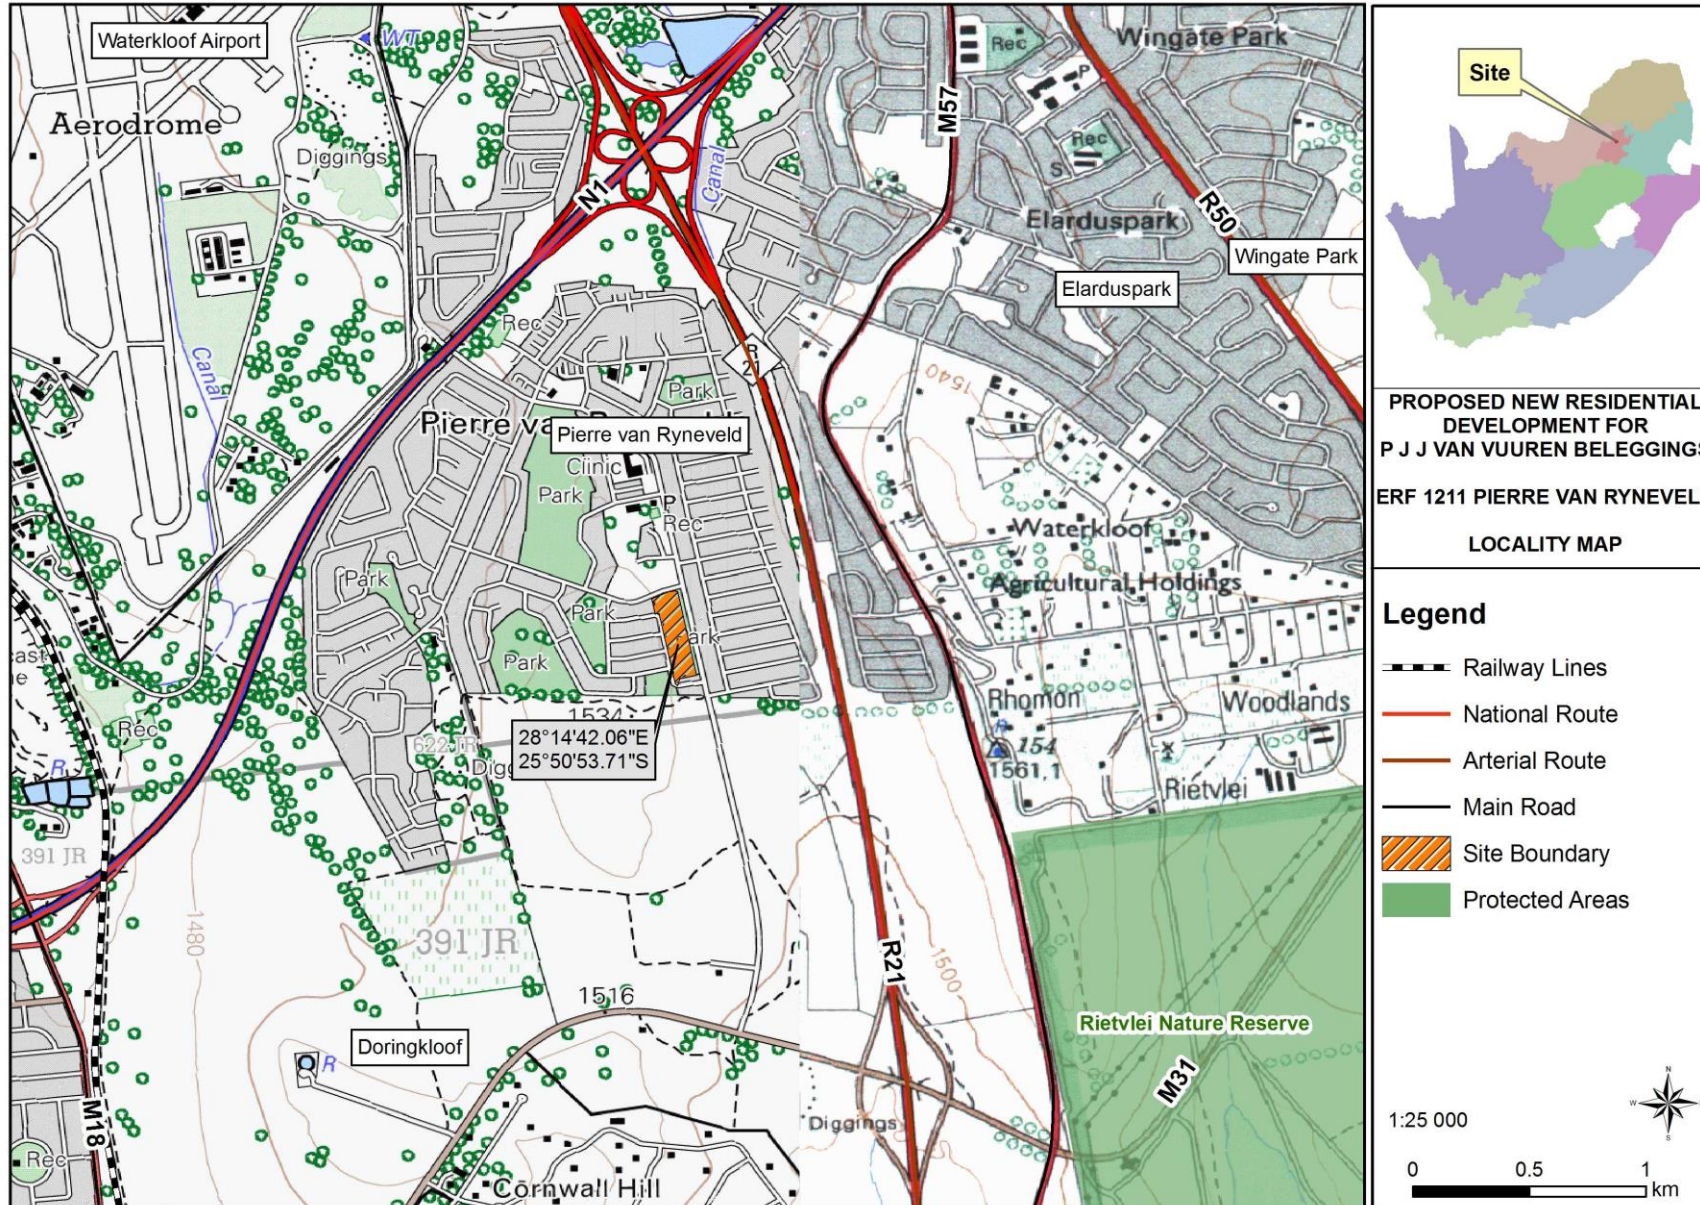 Waterkloof Airport
WT
Aerodrome
Diggings
Canal
N1
Canal
M57
Rec
P
Wingate Park
Rec
S
R50
Elarduspark
Wingate Park
Elarduspark
Rec
R
21
Park
1540
Pierre va
Pierre van Ryneveld
Clinic
Park
P
Rec
Canal
Park
Park
Park
ark
Waterkloof
Agricultural Holdings
Rhomon
Woodlands
R
154
1561,1
Rietvlei
1534
622 JR
28°14'42.06"E
25°50'53.71"S
Rec
R
391 JR
1480
391 JR
1516
R21
1500
Rietvlei Nature Reserve
M31
Doringkloof
R
M18
Rec
Diggings
Cornwall Hill
Site
PROPOSED NEW RESIDENTIAL
DEVELOPMENT FOR
P J J VAN VUUREN BELEGGINGS
ERF 1211 PIERRE VAN RYNEVEL
LOCALITY MAP
Legend
Railway Lines
National Route
Arterial Route
Main Road
Site Boundary
Protected Areas
1:25 000
N
W
S
0 0.5 1
km